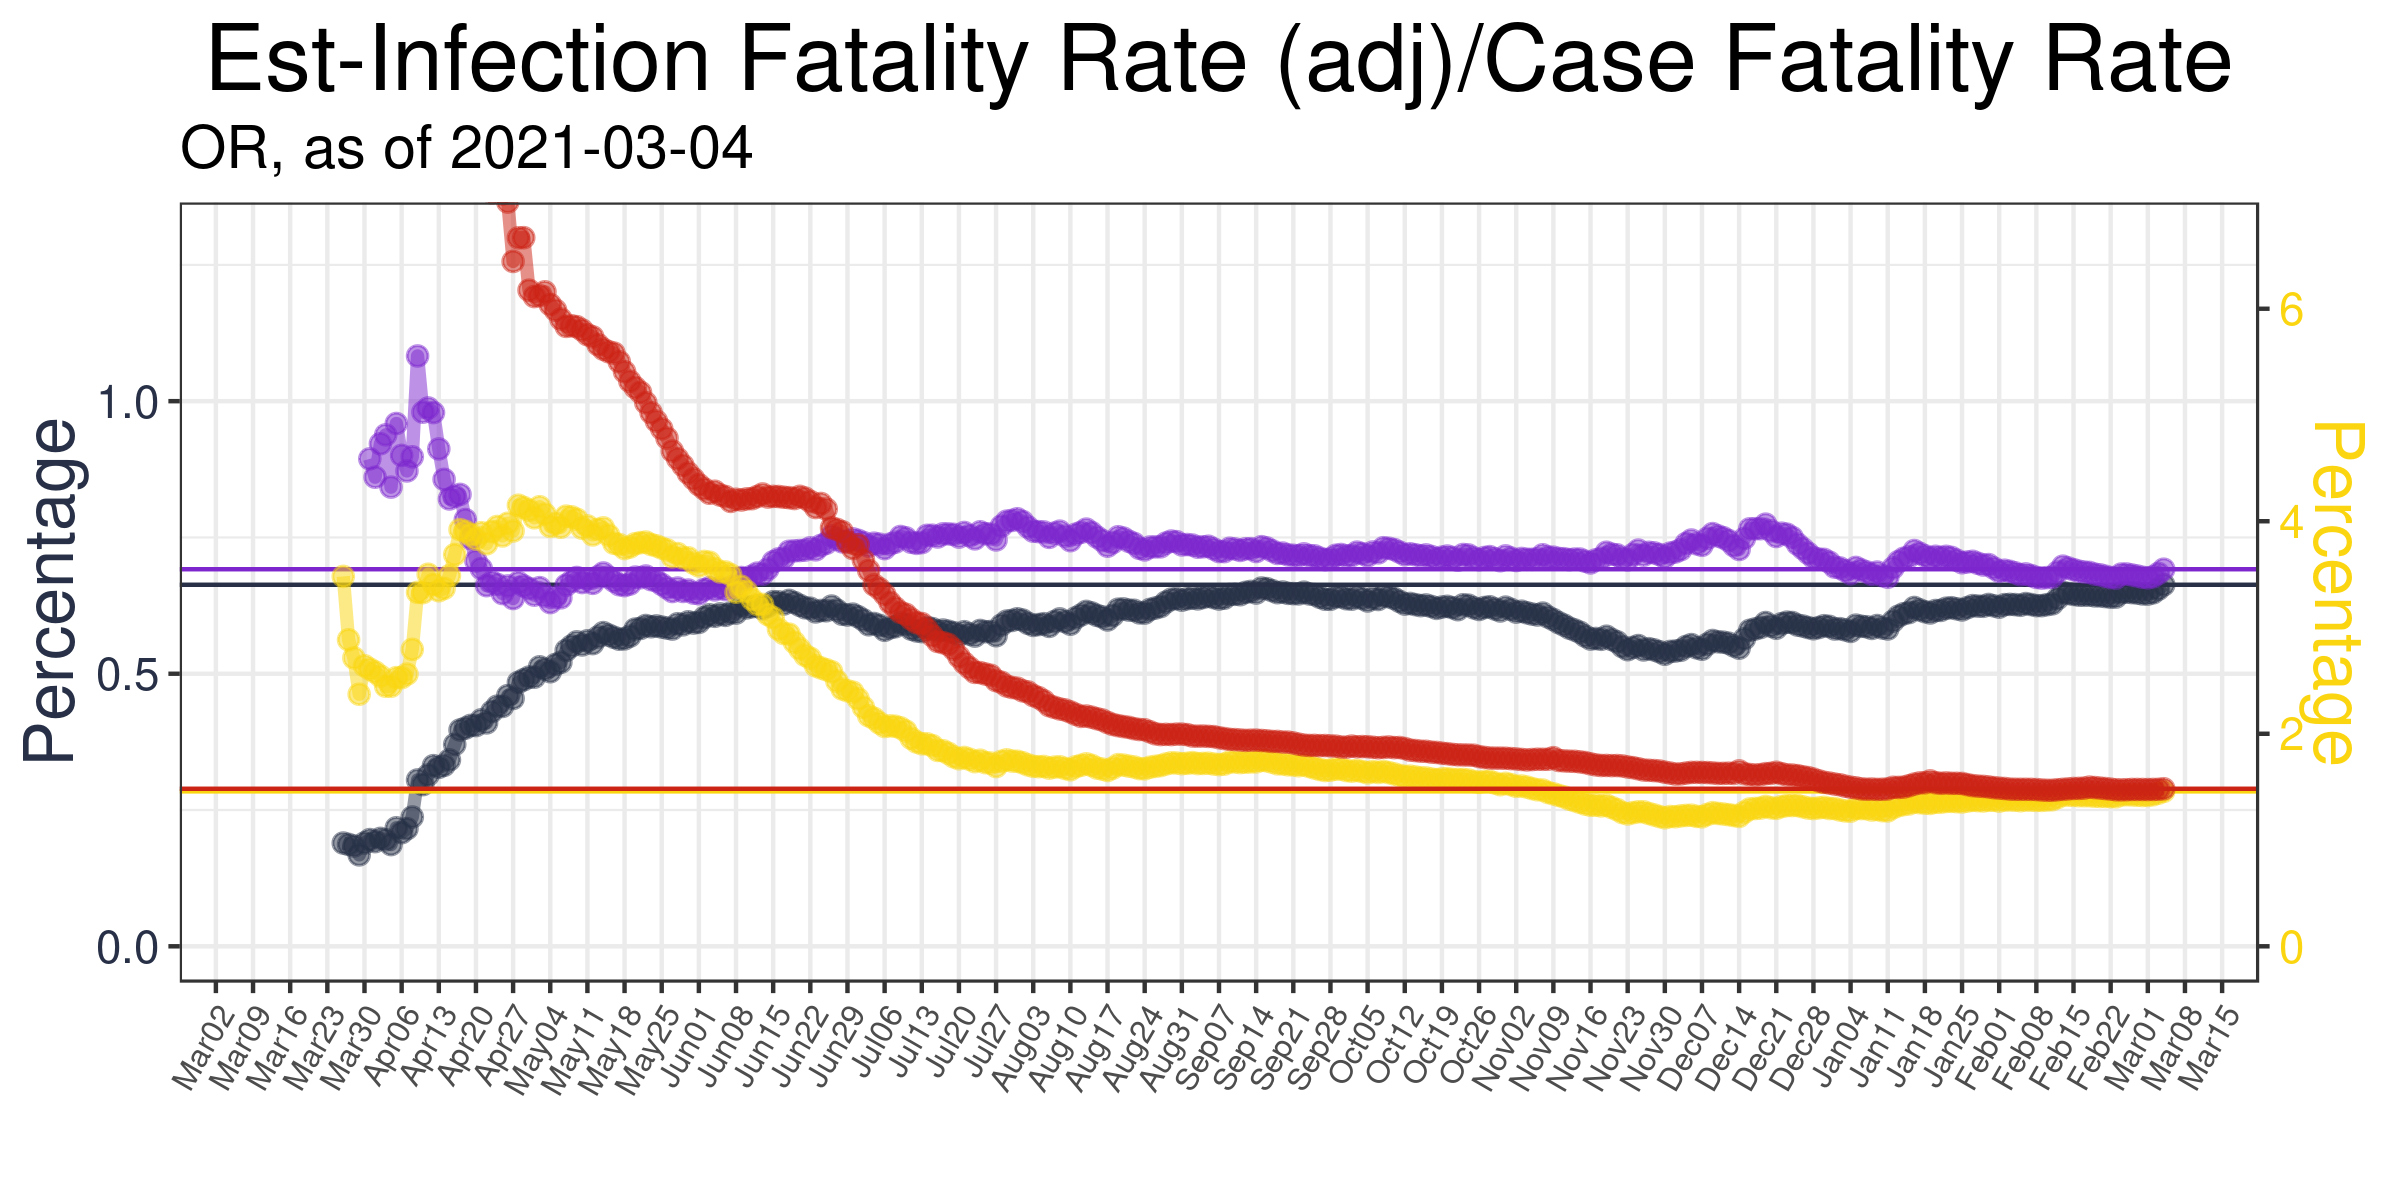 Est-Infection Fatality Rate (adj)/Case Fatality Rate
OR, as of 2021-03-04
Percentage
1.0
0.5
0.0
6
4
2
0
Percentage
Mar02
Mar09
Mar16
Mar23
Mar30
Apr06
Apr13
Apr20
Apr27
May04
May11
May18
May25
Jun01
Jun08
Jun15
Jun22
Jun29
Jul06
Jul13
Jul20
Jul27
Aug03
Aug10
Aug17
Aug24
Aug31
Sep07
Sep14
Sep21
Sep28
Oct05
Oct12
Oct19
Oct26
Nov02
Nov09
Nov16
Nov23
Nov30
Dec07
Dec14
Dec21
Dec28
Jan04
Jan11
Jan18
Jan25
Feb01
Feb08
Feb15
Feb22
Mar01
Mar08
Mar15